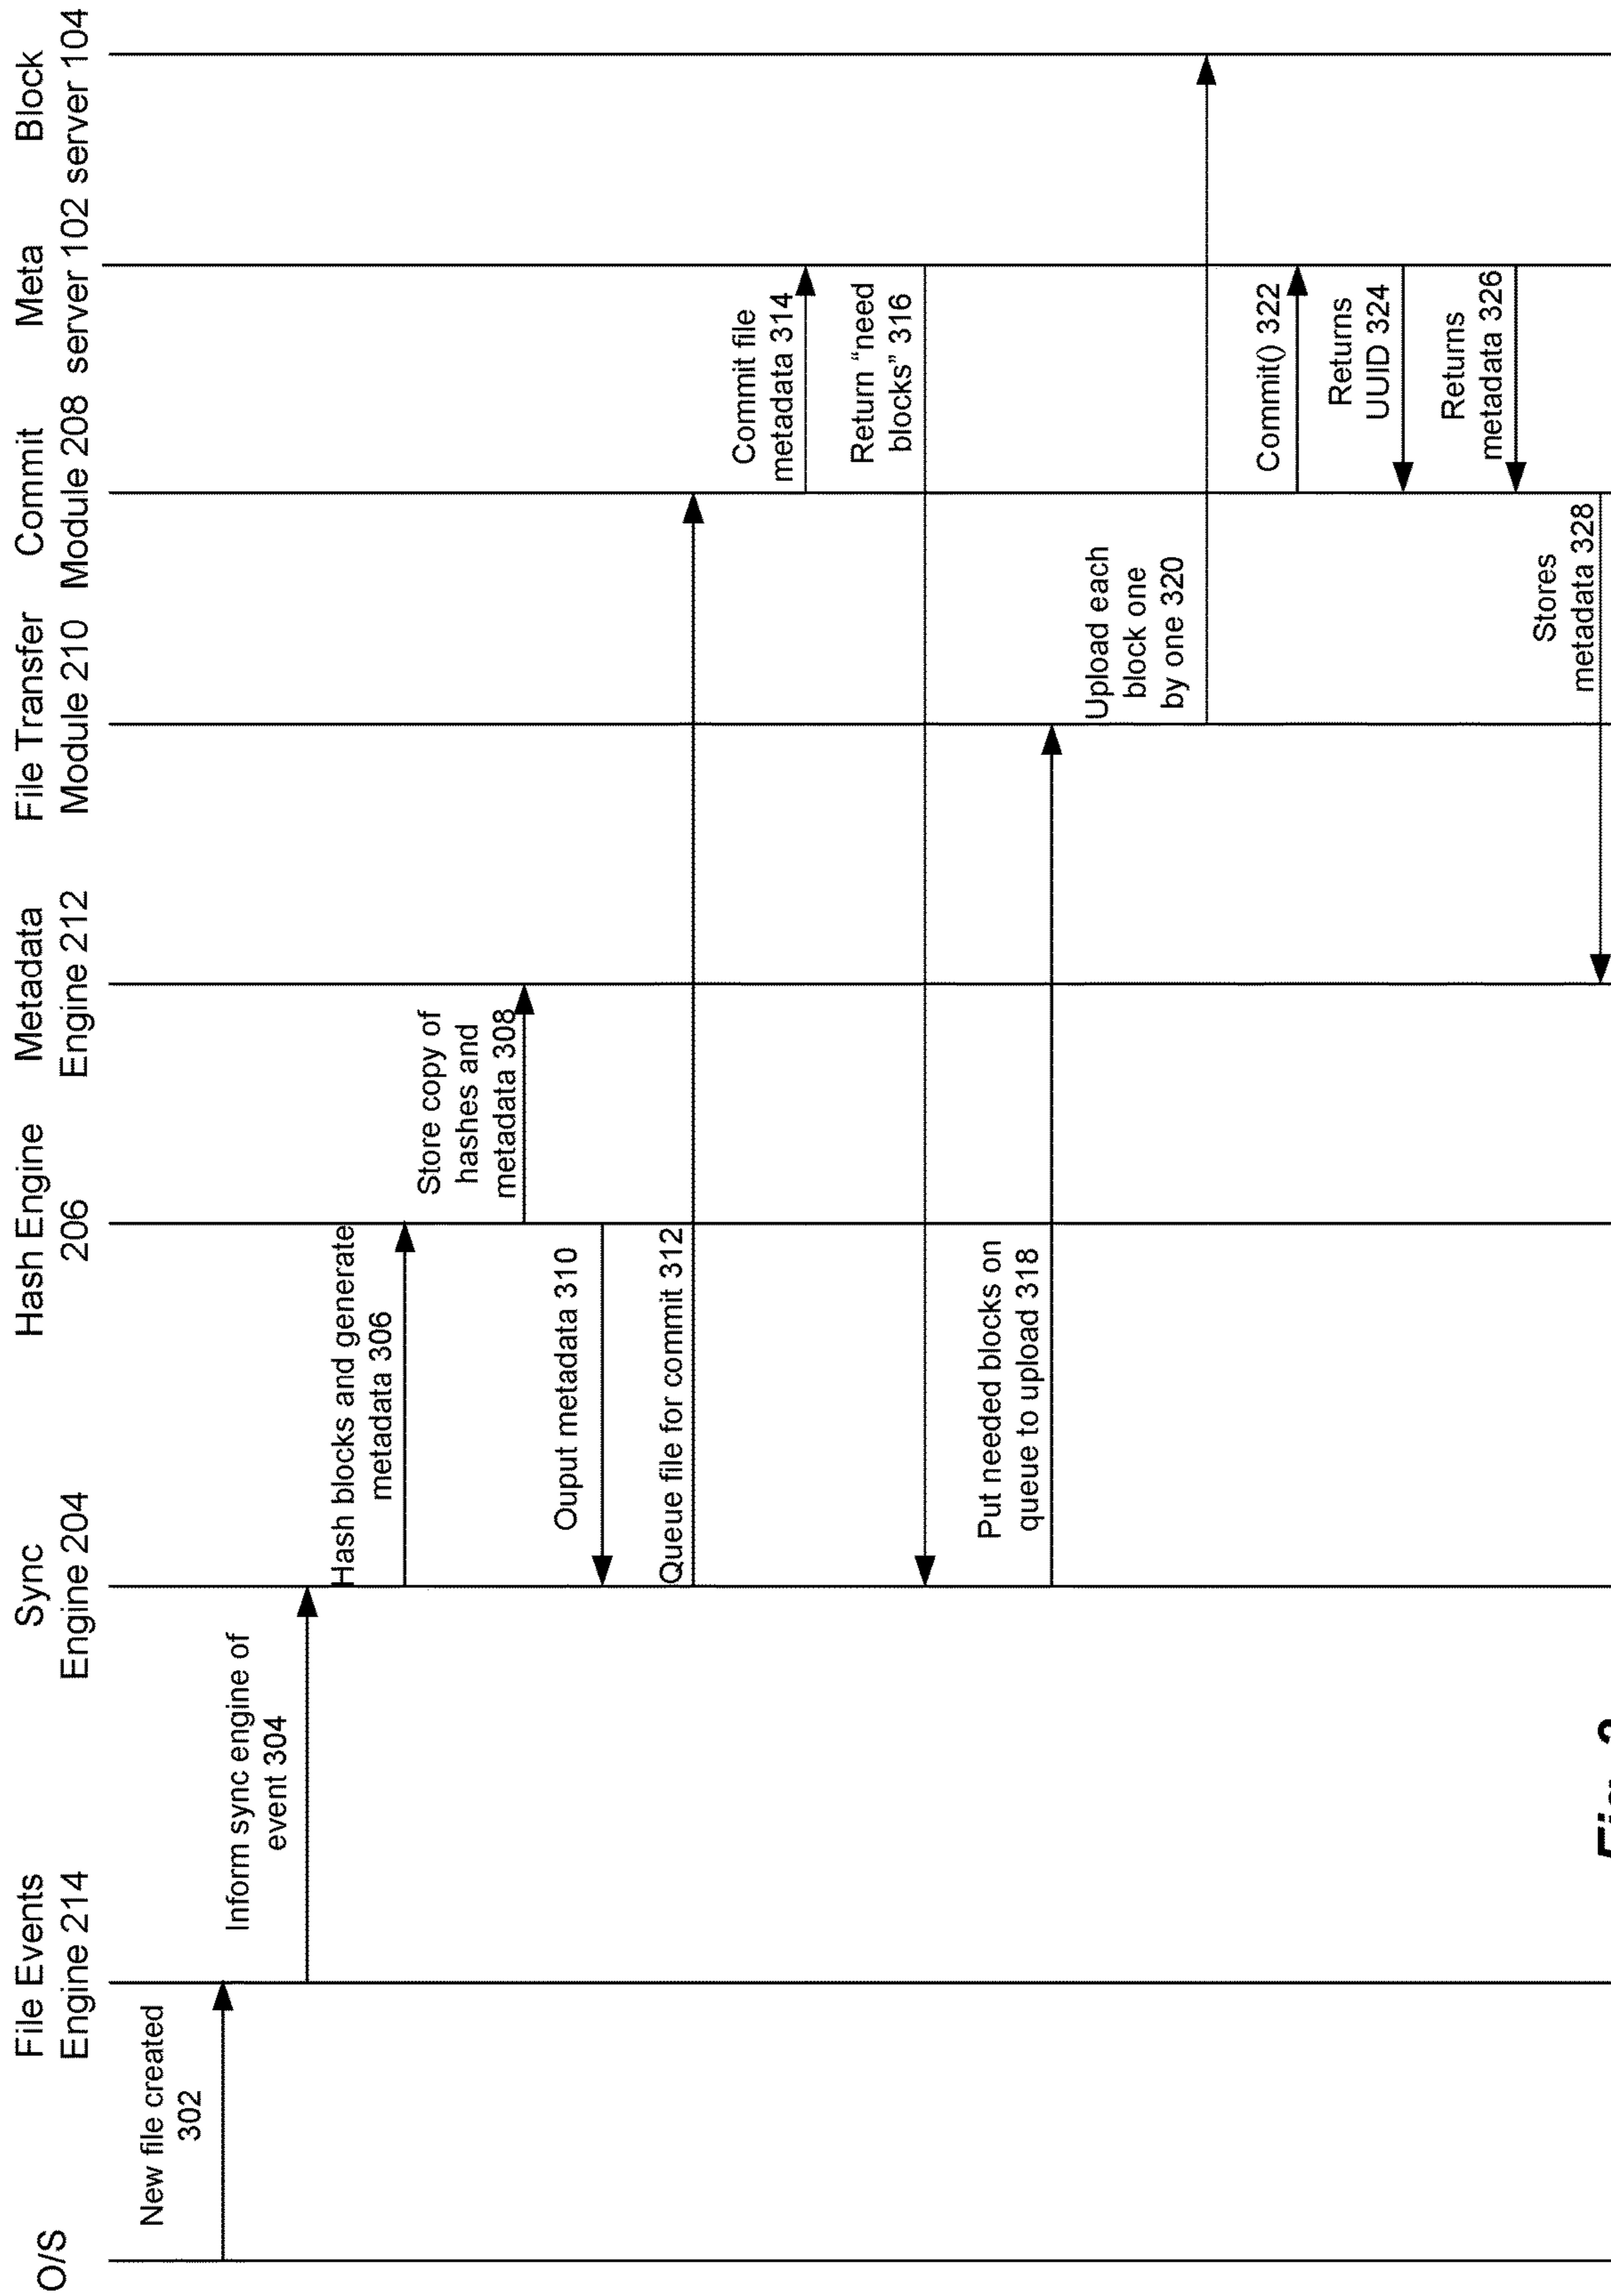 O/S
File Events
Engine 214
Sync
Engine 204
Hash Engine
206
Metadata
Engine 212
File Transfer
Module 210
Commit
Module 208
Meta
server 102
Block
server 104
New file created
302
Inform sync engine of
event 304
Hash blocks and generate
metadata 306
Store copy of
hashes and
metadata 308
Ouput metadata 310
Queue file for commit 312
Commit file
metadata 314
Return “need
blocks” 316
Put needed blocks on
queue to upload 318
Upload each
block one
by one 320
Commit() 322
Returns
UUID 324
Returns
metadata 326
Stores
metadata 328
Fig.